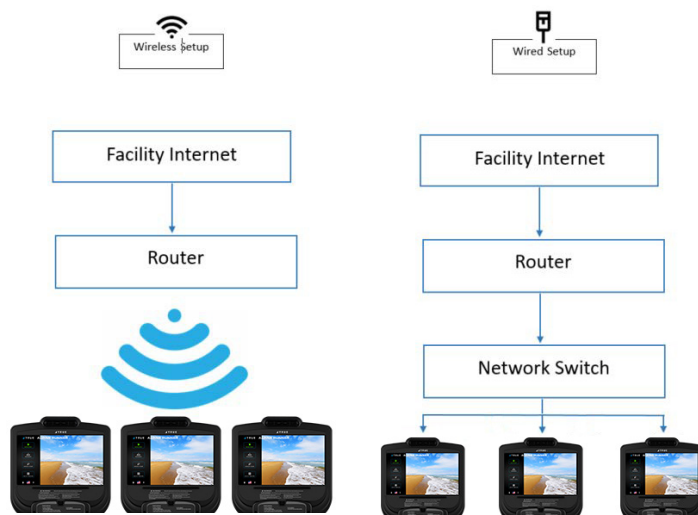 Wireless Setup
Wired Setup
Facility Internet
Router
Facility Internet
Router
Network Switch